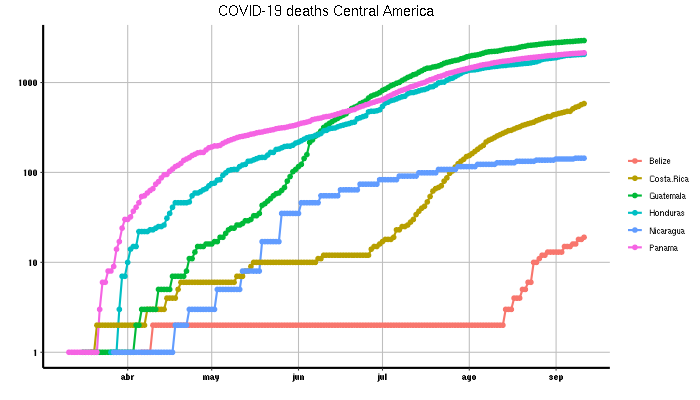 COVID-19 deaths Central America
1000
100
10
1
abr may jun jul ago sep
Belize
Costa.Rica
Guatemala
Honduras
Nicaragua
Panama